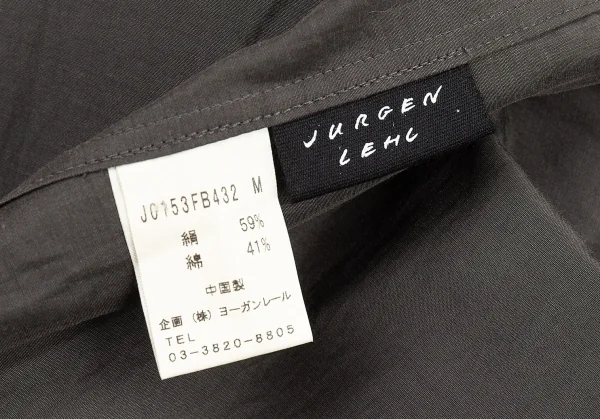 JURGEN
LEHL
J0153FB432 M
絹 59%
綿 41%
中国製
企画 (株) ヨーガンレール
TEL
03-3820-8805